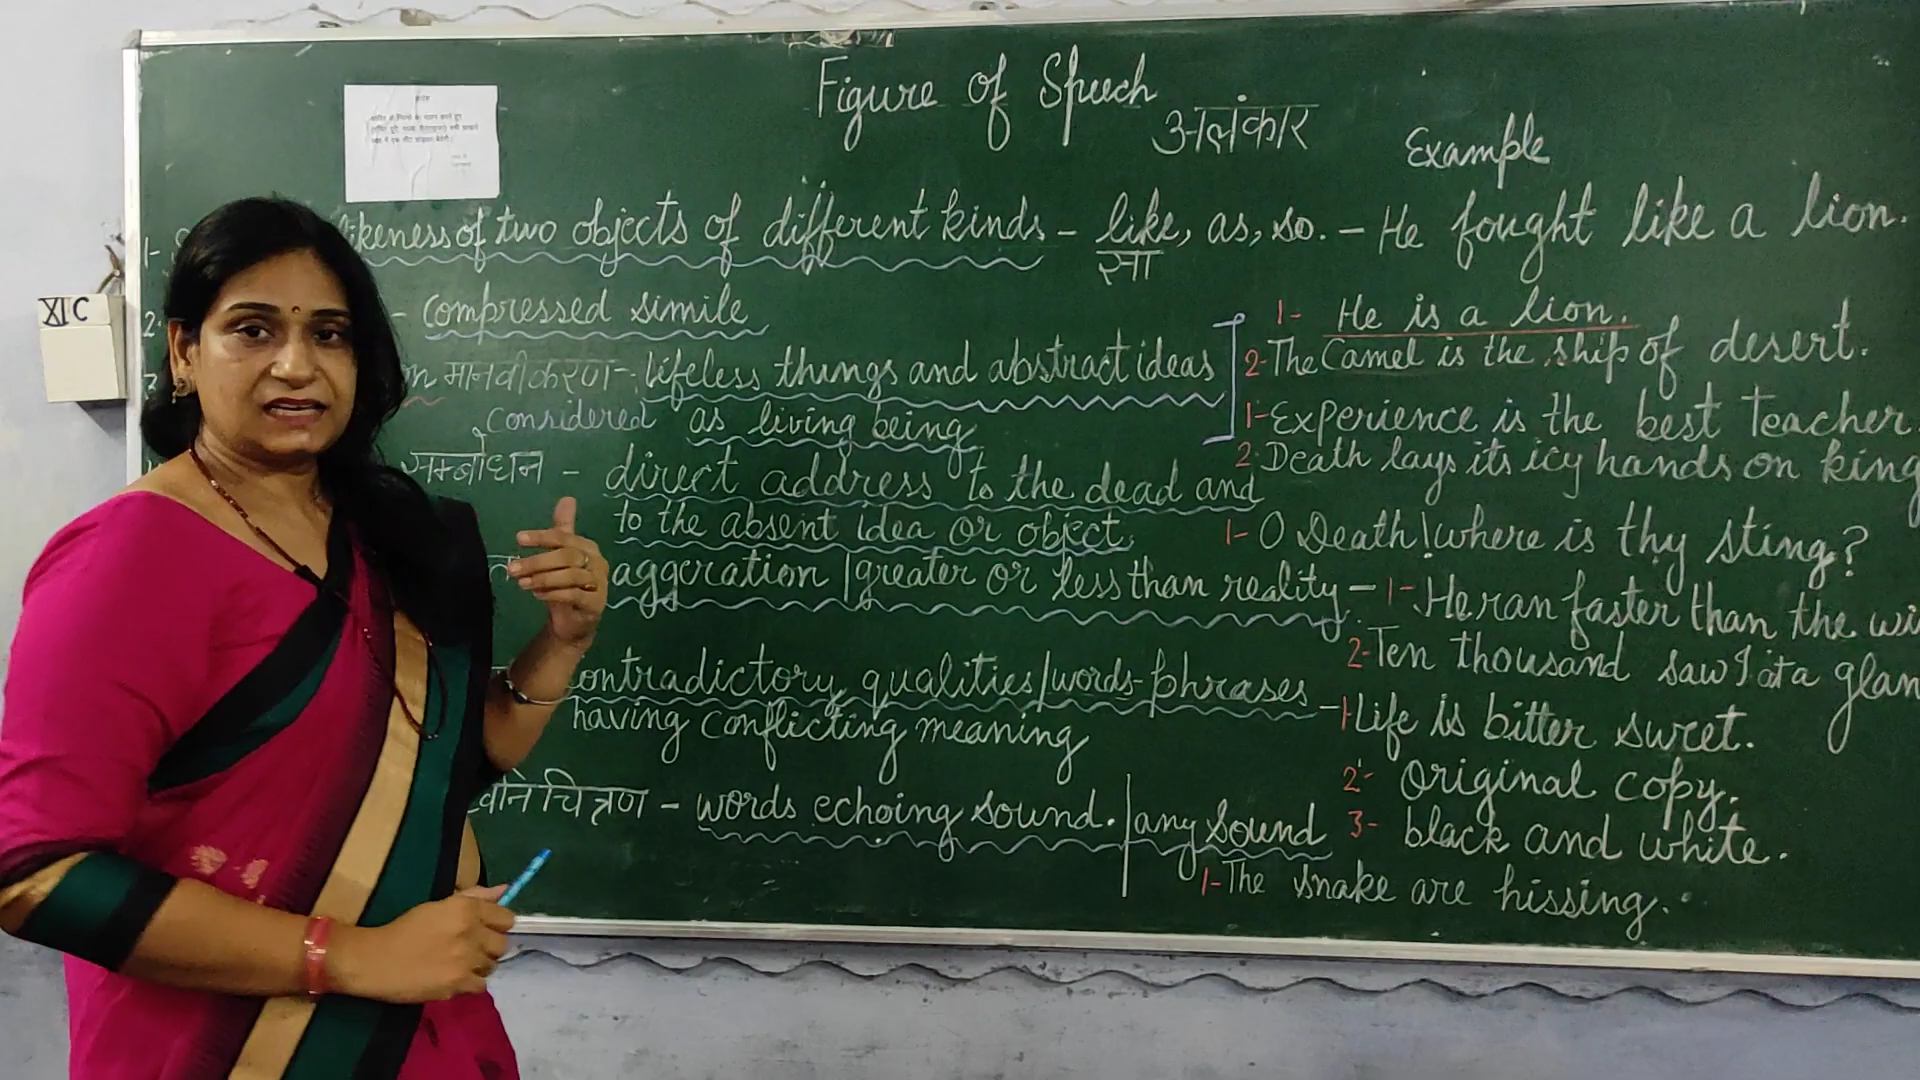 Figure of Speech
अलंकार
Example
XI C
1- likeness of two objects of different kinds - like, as, so. - He fought like a lion.
सा
2. - compressed simile
1- He is a lion.
2- The Camel is the ship of desert.
on मानवीकरण - lifeless things and abstract ideas
considered as living being
1- Experience is the best teacher.
2. Death lays its icy hands on king
सम्बोधन - direct address to the dead and
to the absent idea or object.
1- O Death! where is thy sting?
aggeration / greater or less than reality - 1- He ran faster than the wi
2- Ten thousand saw I at a glan
contradictory qualities / words - phrases - 1- Life is bitter sweet.
having conflicting meaning
2- Original copy.
3- black and white.
चित्रण - words echoing sound. | any sound
1- The snake are hissing.